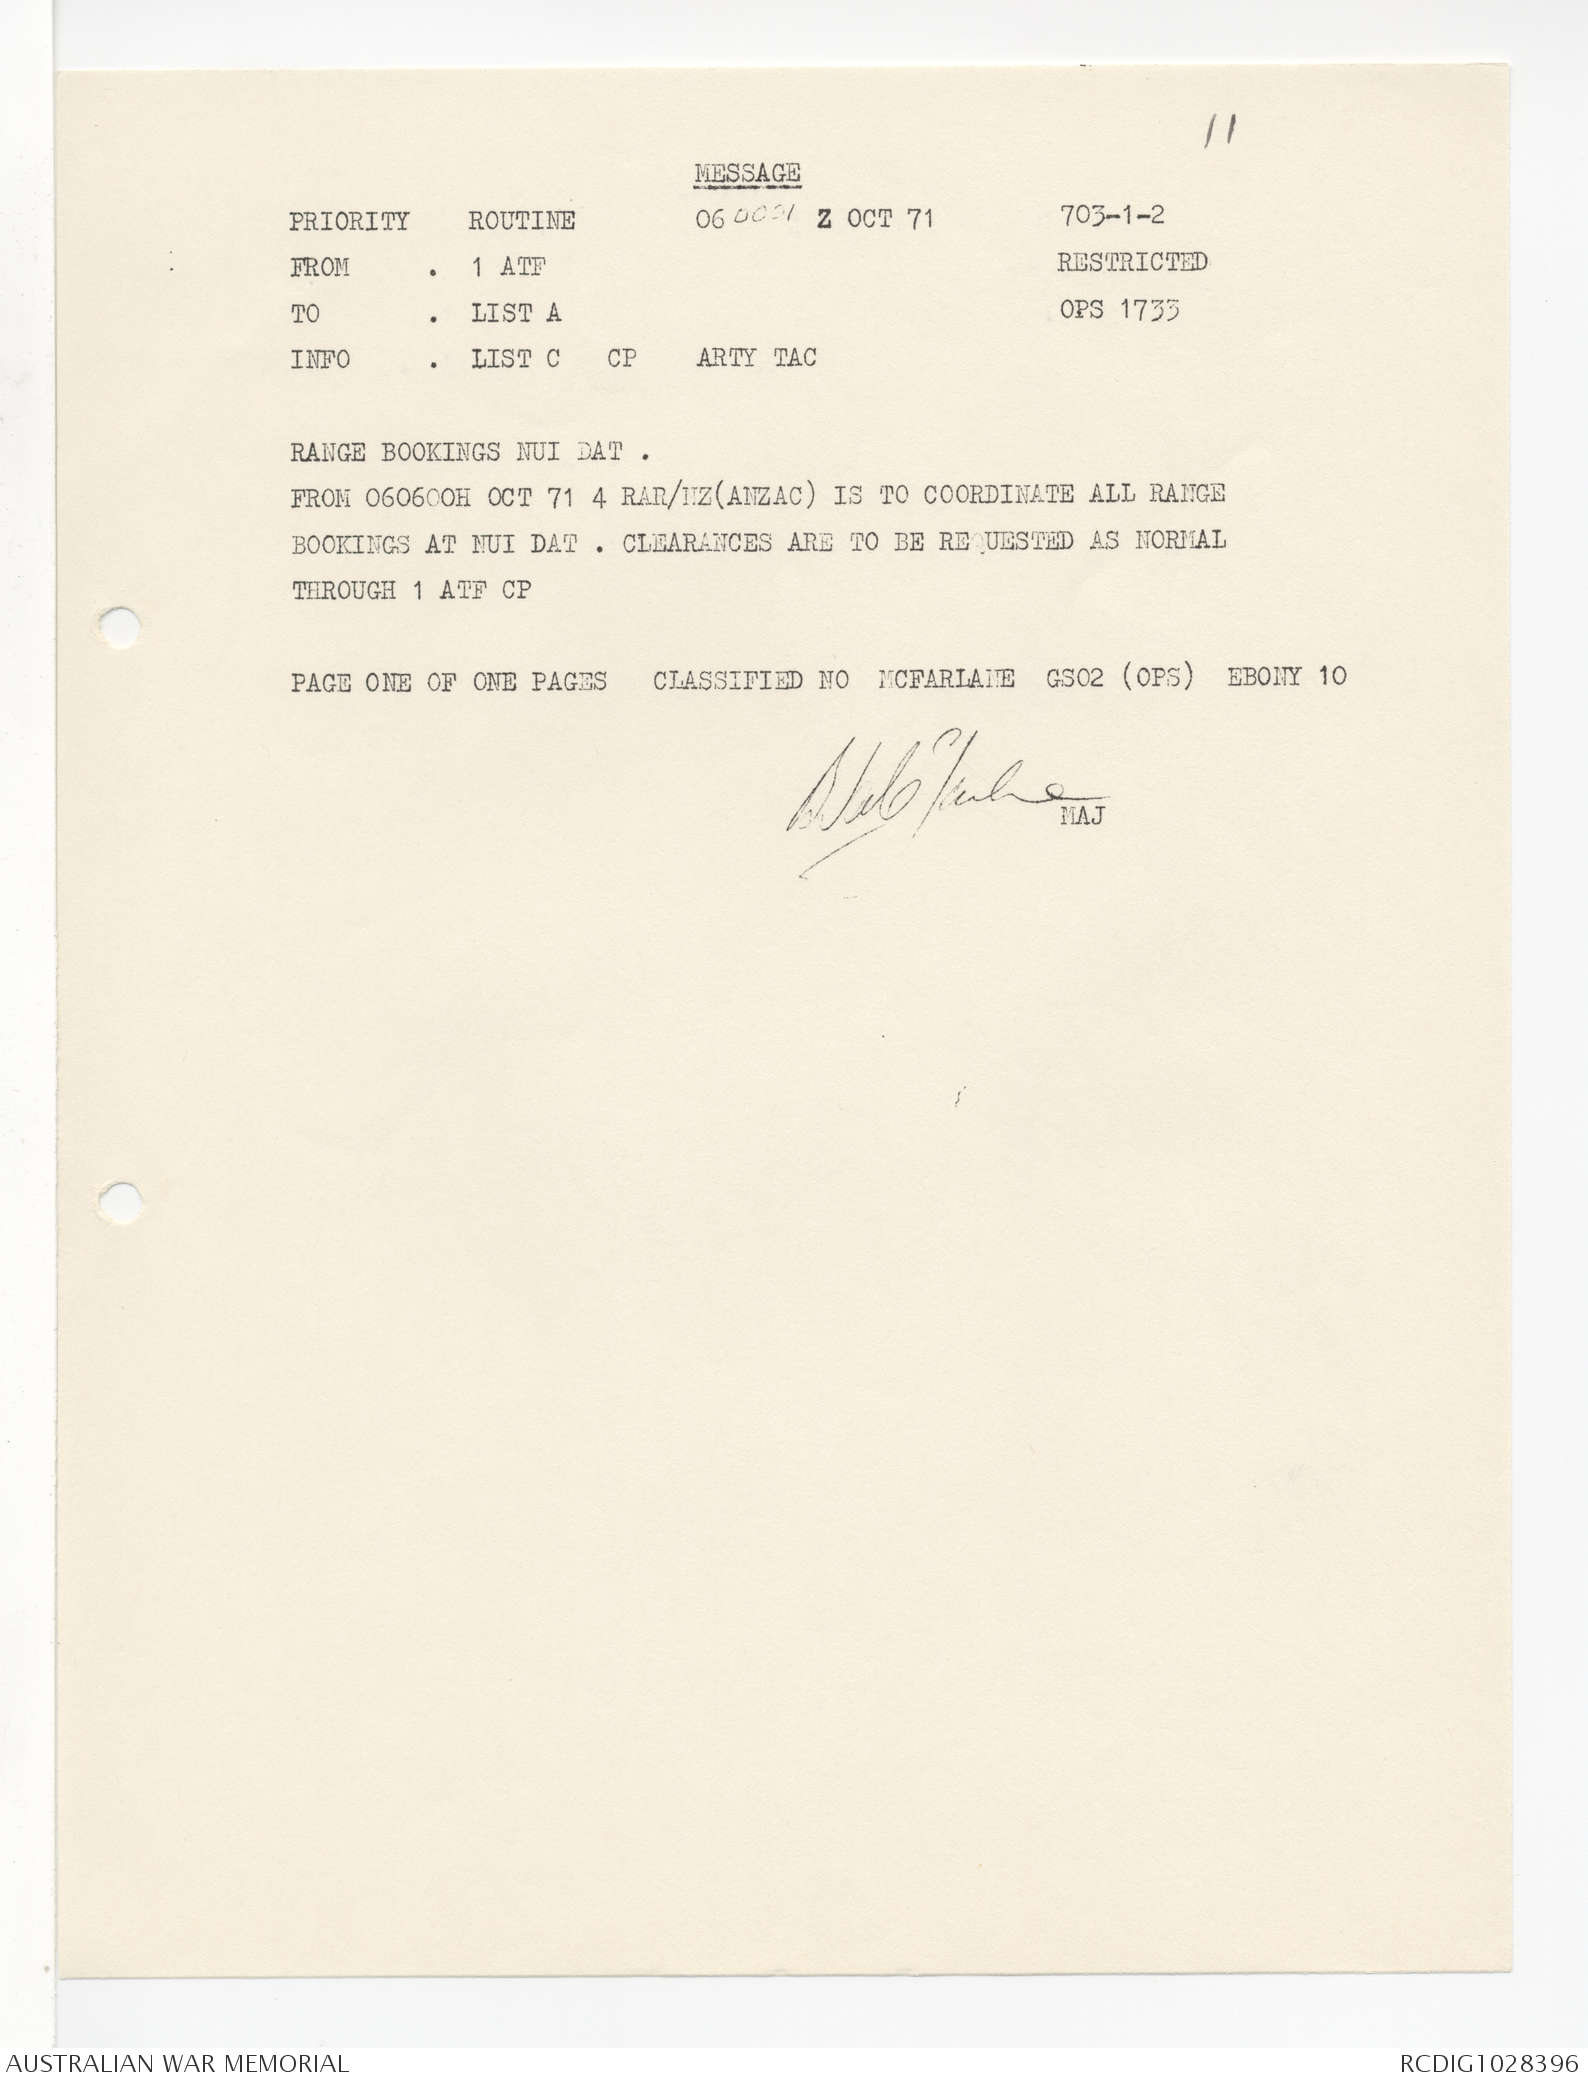 11
MESSAGE
PRIORITY ROUTINE 060001 Z OCT 71 703-1-2
FROM . 1 ATF RESTRICTED
TO . LIST A OPS 1733
INFO . LIST C CP ARTY TAC
RANGE BOOKINGS NUI DAT .
FROM 060600H OCT 71 4 RAR/NZ(ANZAC) IS TO COORDINATE ALL RANGE
BOOKINGS AT NUI DAT . CLEARANCES ARE TO BE REQUESTED AS NORMAL
THROUGH 1 ATF CP
PAGE ONE OF ONE PAGES CLASSIFIED NO MCFARLANE GSO2 (OPS) EBONY 10
MAJ
AUSTRALIAN WAR MEMORIAL RCDIG1028396